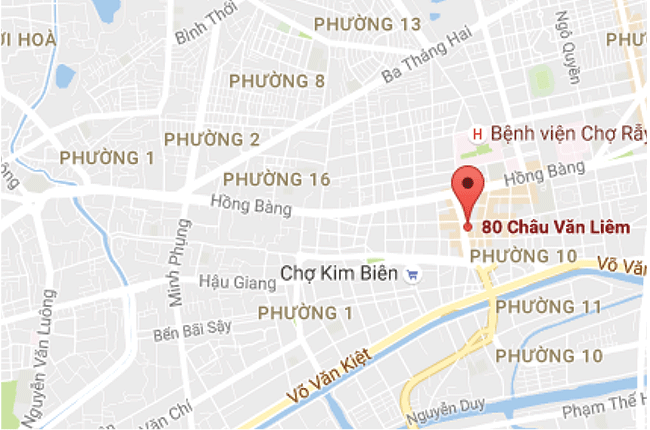 PHƯỜNG 13
Bình Thới
Ngô Quyền
ƠI HOÀ
PHƯ
Ba Tháng Hai
PHƯỜNG 8
H Bệnh viện Chợ Rẫy
PHƯỜNG 2
PHƯỜNG 1
PHƯỜNG 16
Hồng Bàng
Hồng Bàng
80 Châu Văn Liêm
Minh Phụng
PHƯỜNG 10
Võ Văn
Chợ Kim Biên
Hậu Giang
PHƯỜNG 1
PHƯỜNG 11
Nguyễn Văn Luông
Bến Bãi Sậy
PHƯỜNG 10
Võ Văn Kiệt
Văn Chí
Nguyễn Duy
Phạm Thế H